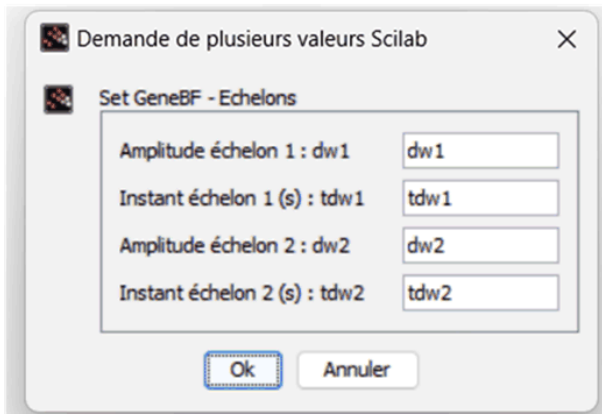 Demande de plusieurs valeurs Scilab
Set GeneBF - Echelons
Amplitude échelon 1 : dw1 dw1
Instant échelon 1 (s) : tdw1 tdw1
Amplitude échelon 2 : dw2 dw2
Instant échelon 2 (s) : tdw2 tdw2
Ok Annuler